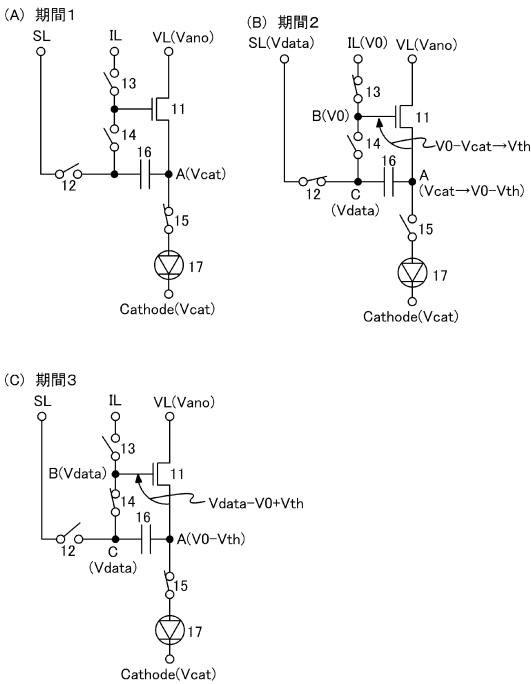 (A) 期間1
SL
IL
VL(Vano)
13
11
14
16
A(Vcat)
12
15
17
Cathode(Vcat)
(B) 期間2
SL(Vdata)
IL(V0)
VL(Vano)
13
B(V0)
11
14
V0-Vcat→Vth
16
A
(Vcat→V0-Vth)
12
C
(Vdata)
15
17
Cathode(Vcat)
(C) 期間3
SL
IL
VL(Vano)
13
B(Vdata)
11
14
Vdata-V0+Vth
16
A(V0-Vth)
12
C
(Vdata)
15
17
Cathode(Vcat)